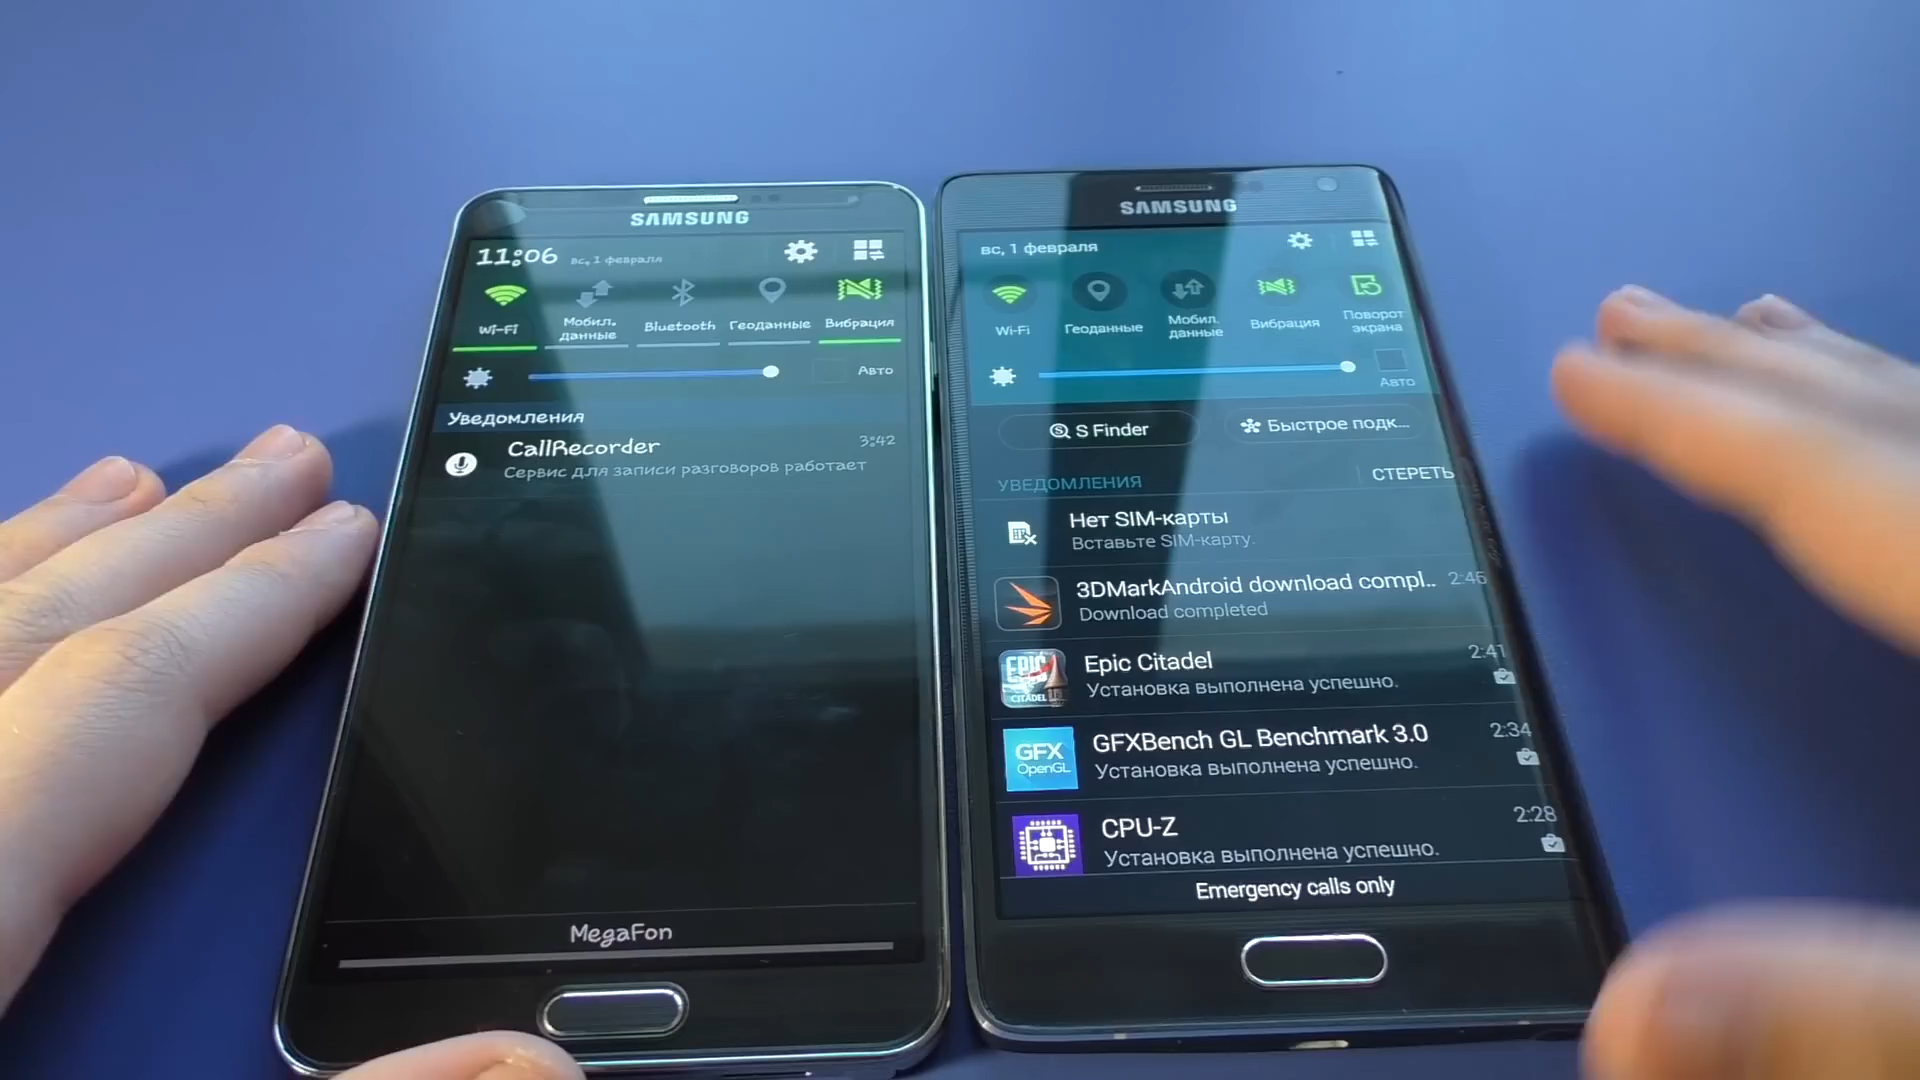 SAMSUNG
11:06 вс, 1 февраля
Wi-Fi
Мобил. данные
Bluetooth
Геоданные
Вибрация
Авто
Уведомления
CallRecorder 3:42
Сервис для записи разговоров работает
MegaFon
SAMSUNG
вс, 1 февраля
Wi-Fi
Геоданные
Мобил. данные
Вибрация
Поворот экрана
Авто
S Finder
Быстрое подк...
УВЕДОМЛЕНИЯ
СТЕРЕТЬ
Нет SIM-карты
Вставьте SIM-карту.
3DMarkAndroid download compl... 2:46
Download completed
EPIC CITADEL
Epic Citadel 2:41
Установка выполнена успешно.
GFX OpenGL
GFXBench GL Benchmark 3.0 2:34
Установка выполнена успешно.
CPU-Z 2:28
Установка выполнена успешно.
Emergency calls only